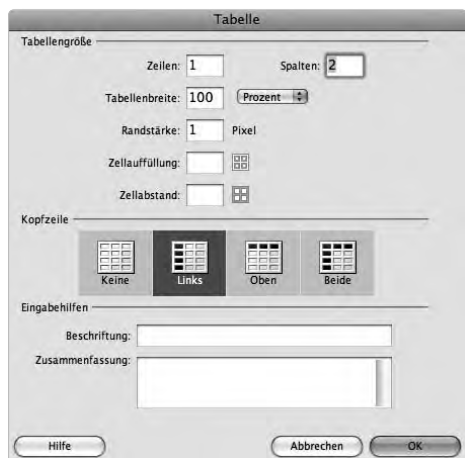 Tabelle
Tabellengröße
Zeilen: 1 Spalten: 2
Tabellenbreite: 100 Prozent
Randstärke: 1 Pixel
Zellauffüllung:
Zellabstand:
Kopfzeile
Keine Links Oben Beide
Eingabehilfen
Beschriftung:
Zusammenfassung:
Hilfe Abbrechen OK